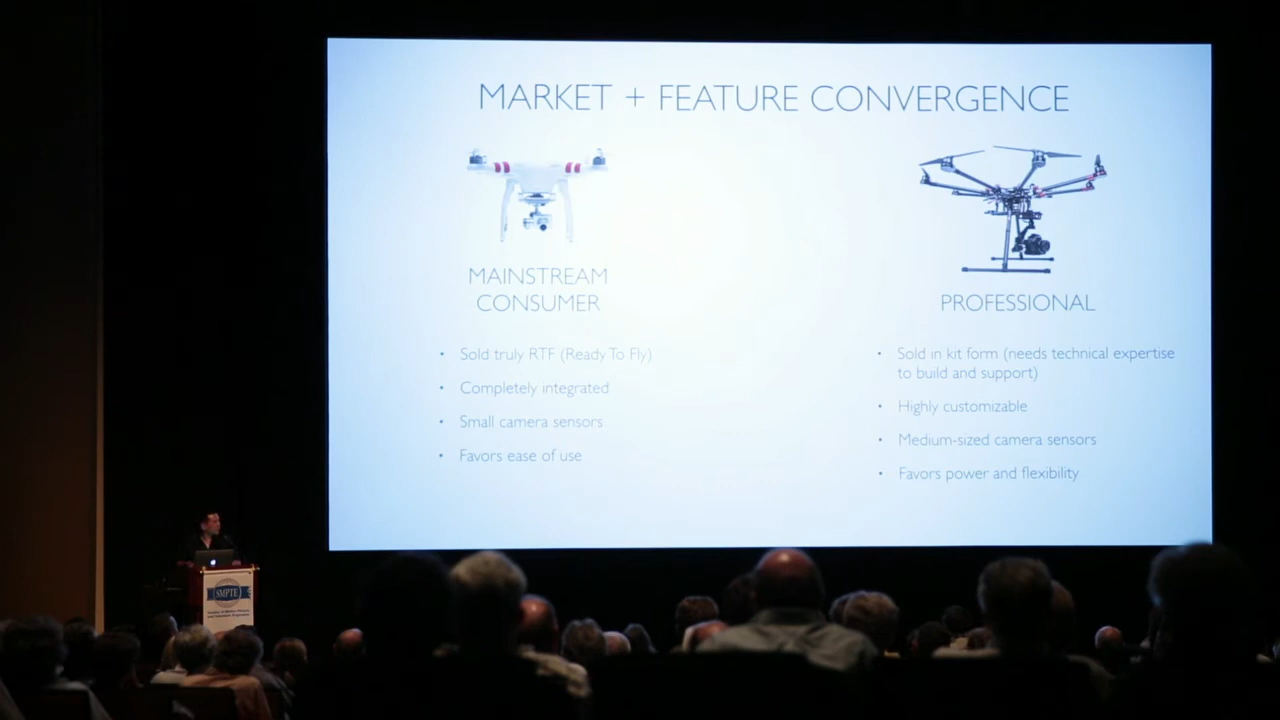 MARKET + FEATURE CONVERGENCE
MAINSTREAM
CONSUMER
• Sold truly RTF (Ready To Fly)
• Completely integrated
• Small camera sensors
• Favors ease of use
PROFESSIONAL
• Sold in kit form (needs technical expertise
to build and support)
• Highly customizable
• Medium-sized camera sensors
• Favors power and flexibility
SMPTE